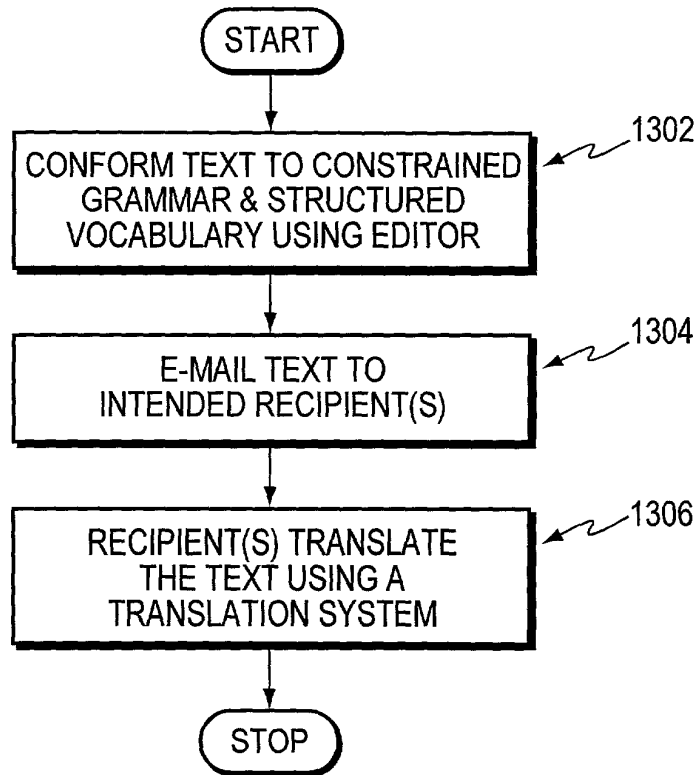 START
1302
CONFORM TEXT TO CONSTRAINED
GRAMMAR & STRUCTURED
VOCABULARY USING EDITOR
1304
E-MAIL TEXT TO
INTENDED RECIPIENT(S)
1306
RECIPIENT(S) TRANSLATE
THE TEXT USING A
TRANSLATION SYSTEM
STOP